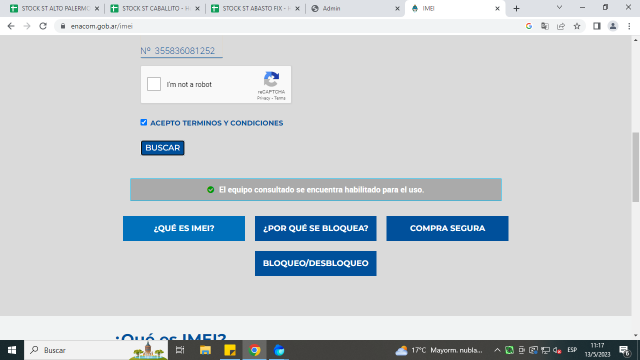 STOCK ST ALTO PALERMO
STOCK ST CABALLITO - H
STOCK ST ABASTO FIX - H
Admin
IMEI
enacom.gob.ar/imei
Nº 355836081252
I'm not a robot
reCAPTCHA
Privacy - Terms
ACEPTO TERMINOS Y CONDICIONES
BUSCAR
El equipo consultado se encuentra habilitado para el uso.
¿QUÉ ES IMEI?
¿POR QUÉ SE BLOQUEA?
COMPRA SEGURA
BLOQUEO/DESBLOQUEO
¿Qué es IMEI?
Buscar
17°C Mayorm. nubla...
ESP
11:17
13/5/2023